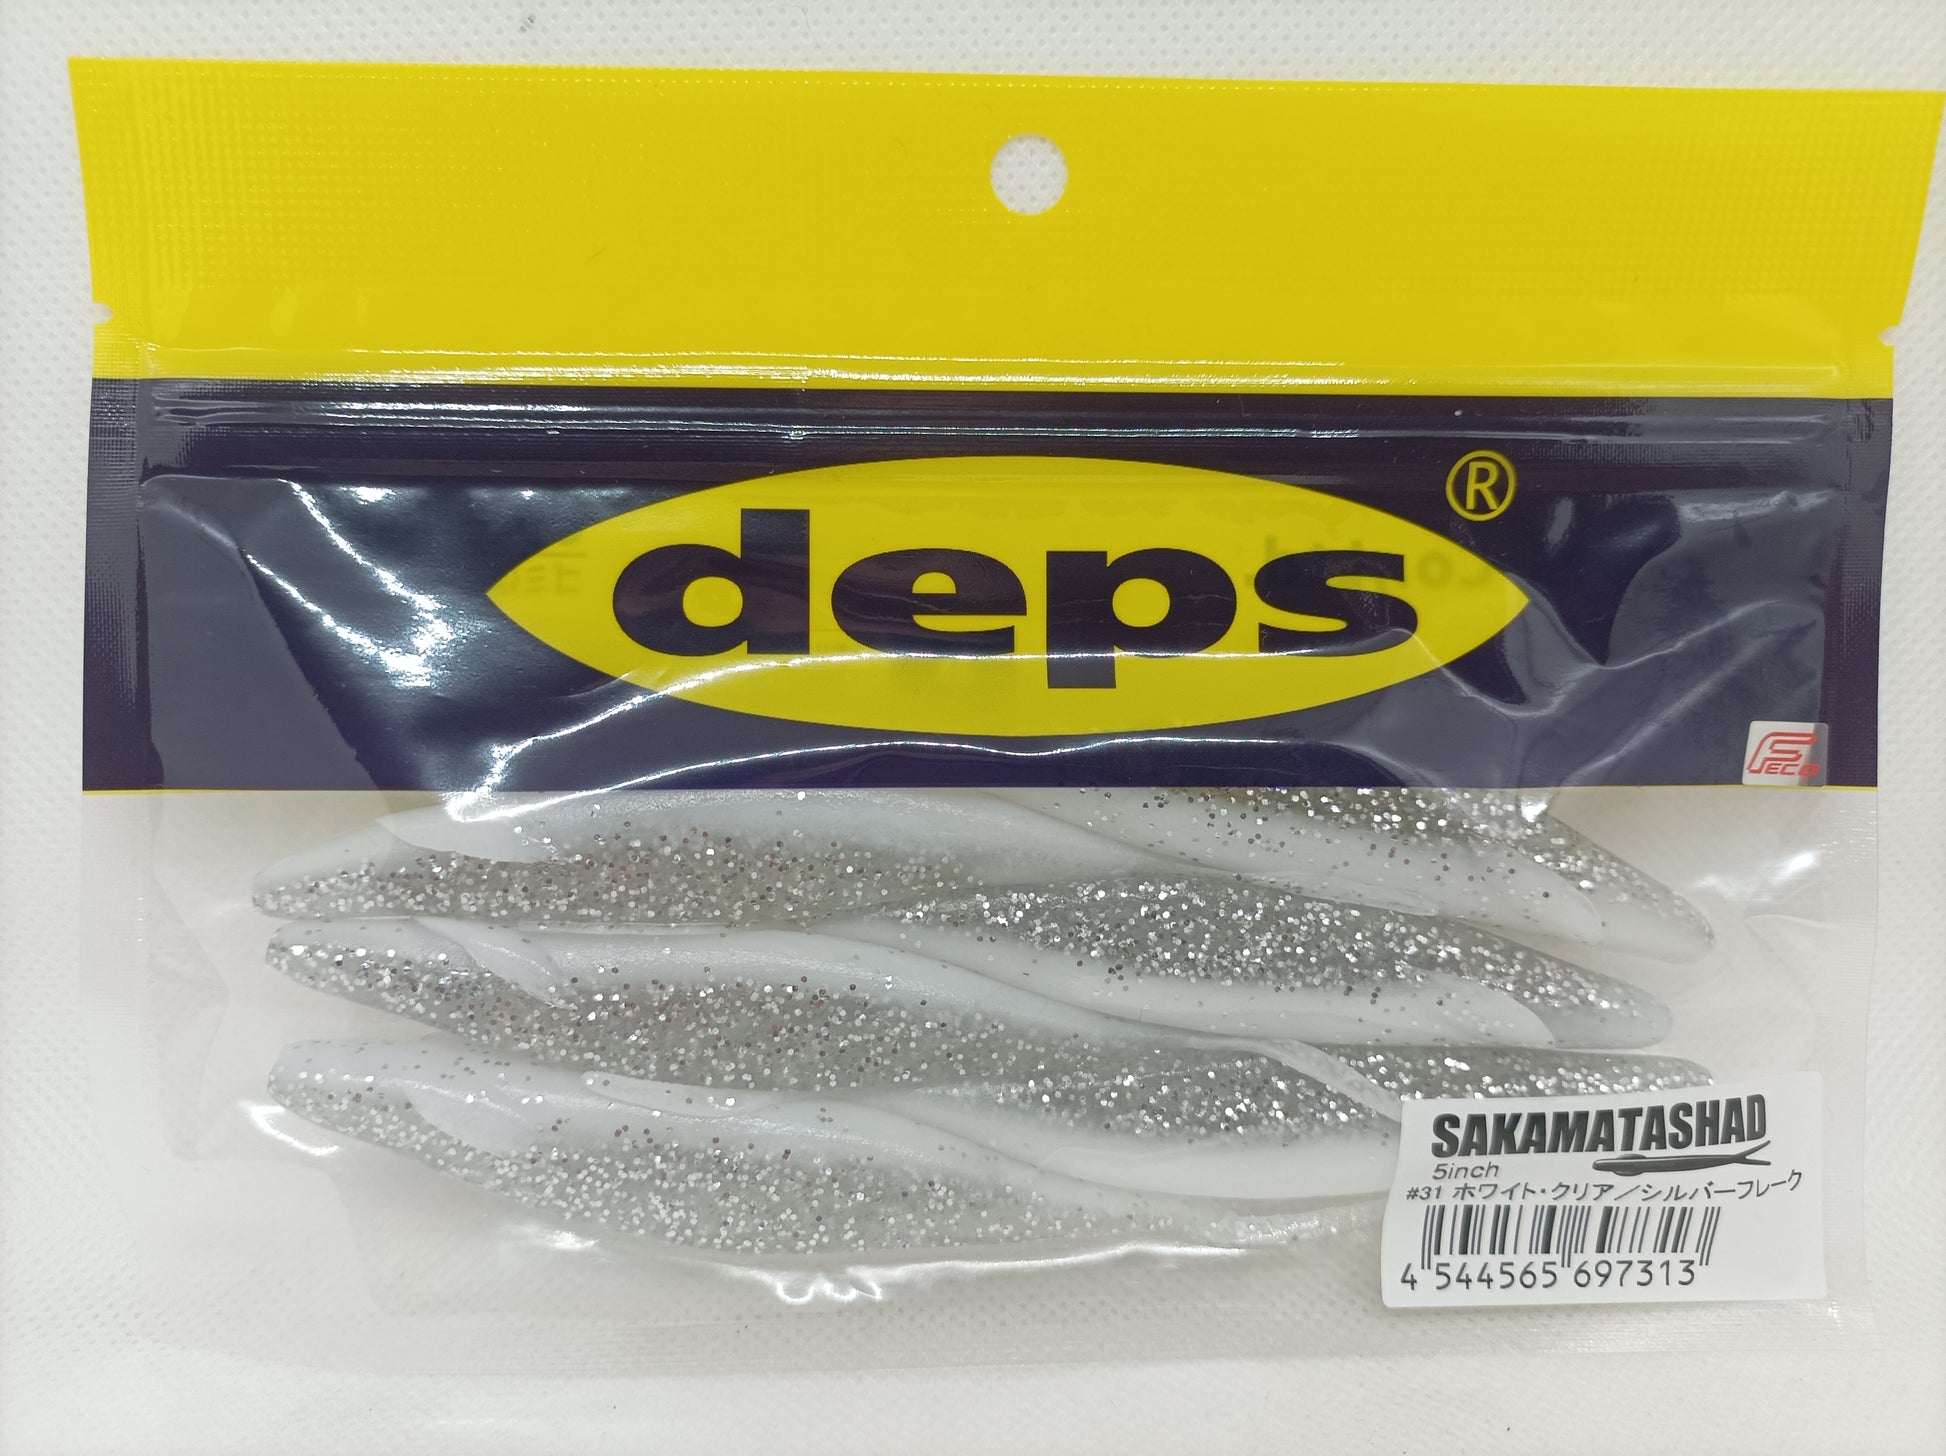 deps®
FECO
SAKAMATASHAD
5inch
#31 ホワイト・クリア/シルバーフレーク
4 544565 697313